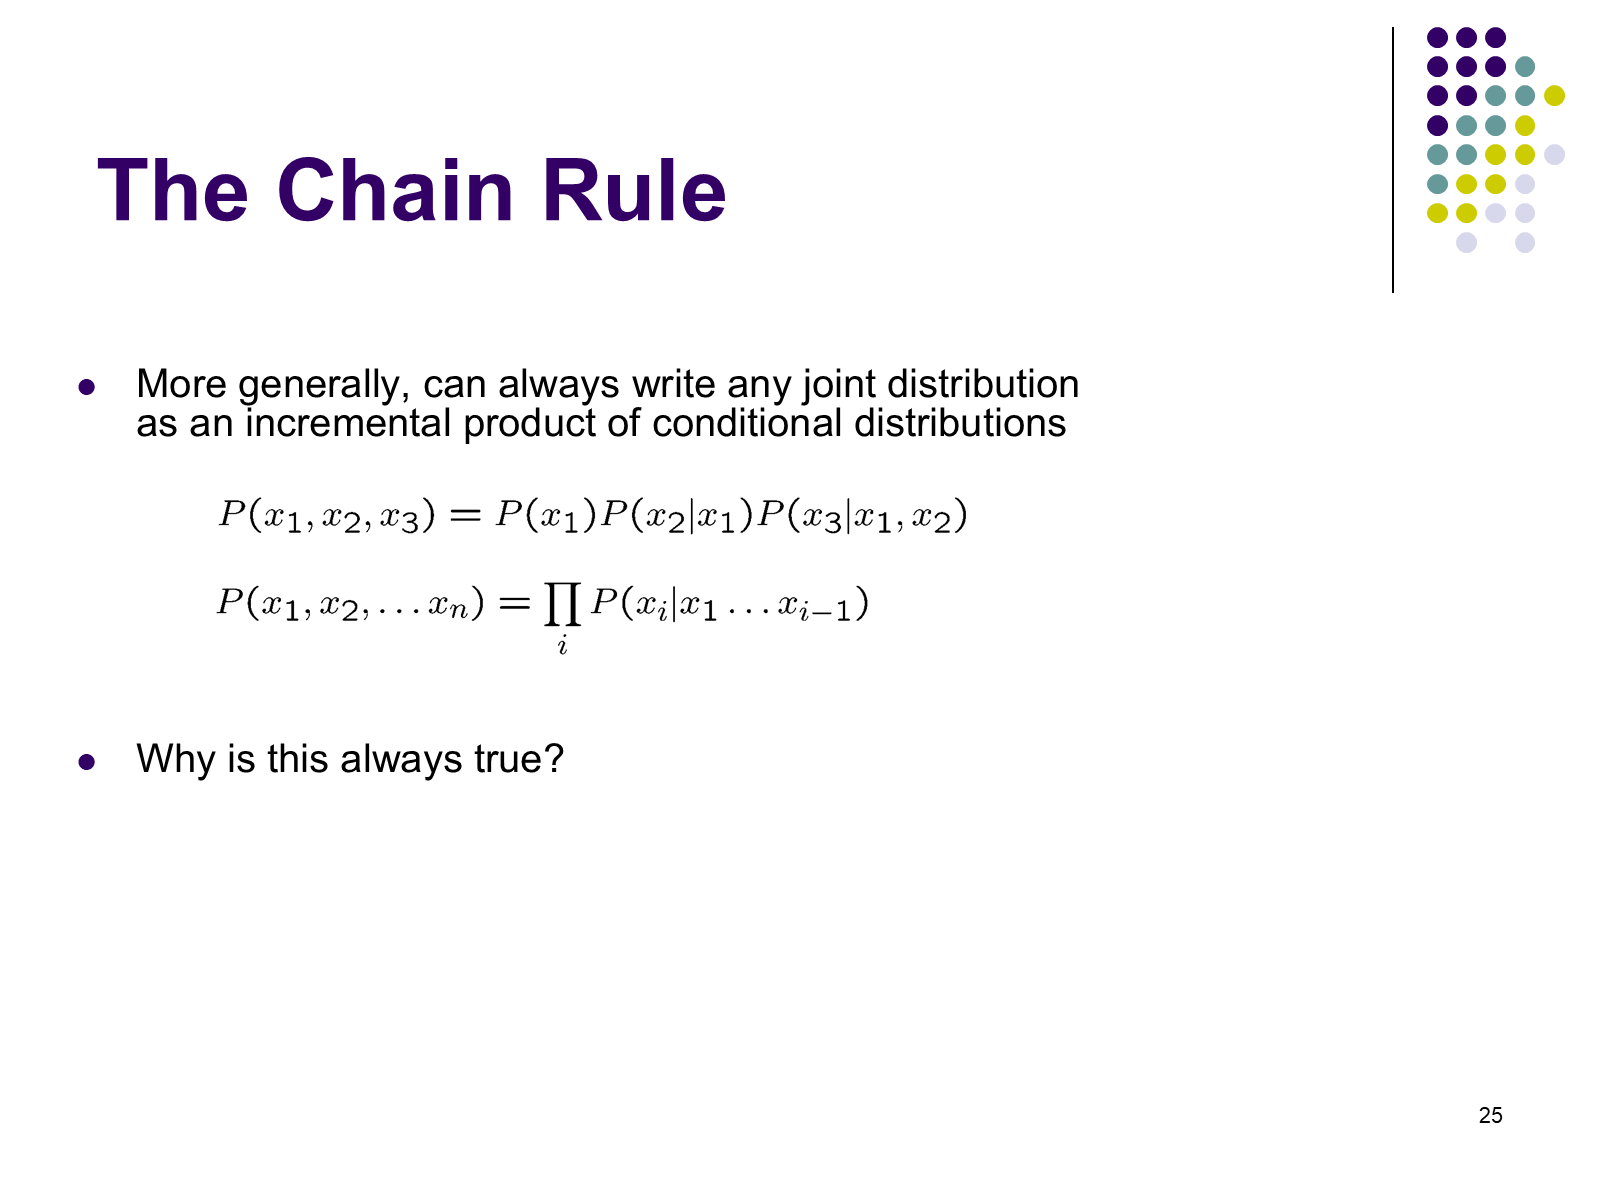 The Chain Rule
● More generally, can always write any joint distribution
as an incremental product of conditional distributions
P(x₁, x₂, x₃) = P(x₁)P(x₂|x₁)P(x₃|x₁, x₂)
P(x₁, x₂, . . . xₙ) = ∏ᵢ P(xᵢ|x₁ . . . xᵢ₋₁)
● Why is this always true?
25